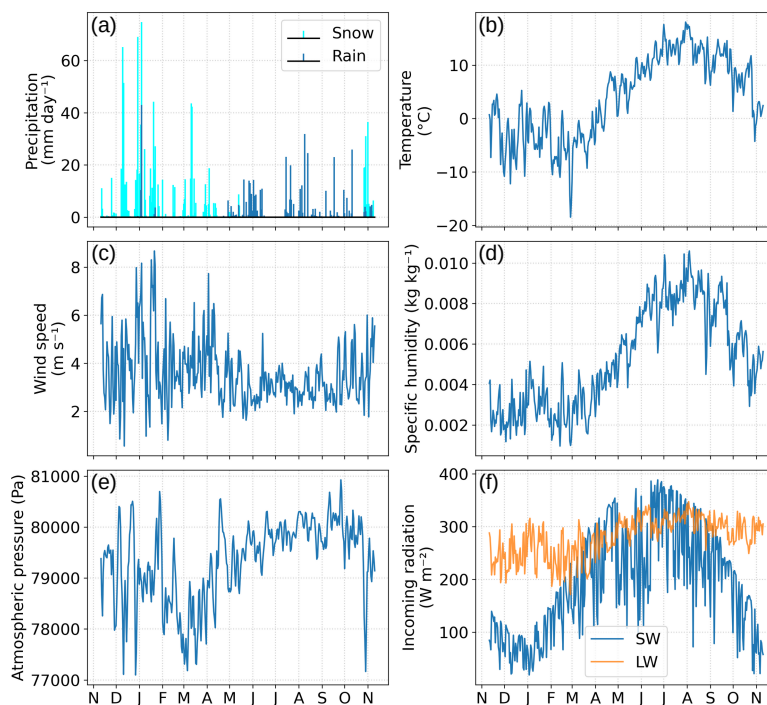 (a)
Snow
Rain
Precipitation
(mm day⁻¹)
60
40
20
0
(b)
Temperature
(°C)
10
0
−10
−20
(c)
Wind speed
(m s⁻¹)
8
6
4
2
(d)
Specific humidity (kg kg⁻¹)
0.010
0.008
0.006
0.004
0.002
(e)
Atmospheric pressure (Pa)
81000
80000
79000
78000
77000
N D J F M A M J J A S O N
(f)
Incoming radiation
(W m⁻²)
400
300
200
100
SW
LW
N D J F M A M J J A S O N